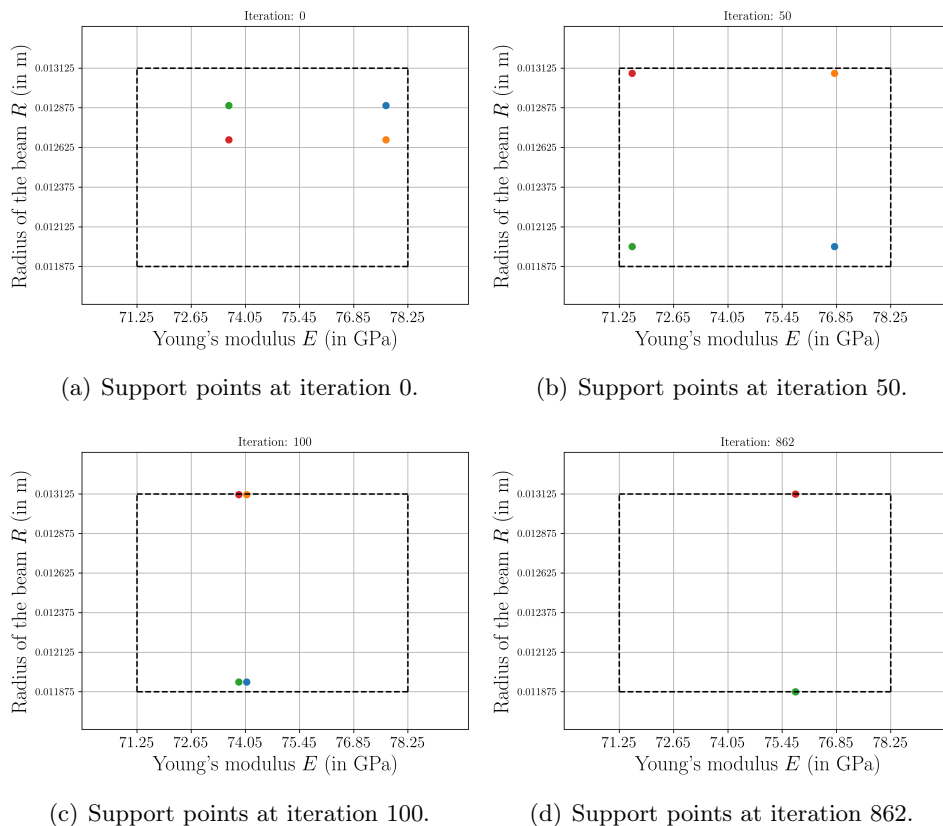 Iteration: 0
Radius of the beam R (in m)
0.013125
0.012875
0.012625
0.012375
0.012125
0.011875
71.25 72.65 74.05 75.45 76.85 78.25
Young's modulus E (in GPa)
(a) Support points at iteration 0.
Iteration: 50
Radius of the beam R (in m)
0.013125
0.012875
0.012625
0.012375
0.012125
0.011875
71.25 72.65 74.05 75.45 76.85 78.25
Young's modulus E (in GPa)
(b) Support points at iteration 50.
Iteration: 100
Radius of the beam R (in m)
0.013125
0.012875
0.012625
0.012375
0.012125
0.011875
71.25 72.65 74.05 75.45 76.85 78.25
Young's modulus E (in GPa)
(c) Support points at iteration 100.
Iteration: 862
Radius of the beam R (in m)
0.013125
0.012875
0.012625
0.012375
0.012125
0.011875
71.25 72.65 74.05 75.45 76.85 78.25
Young's modulus E (in GPa)
(d) Support points at iteration 862.